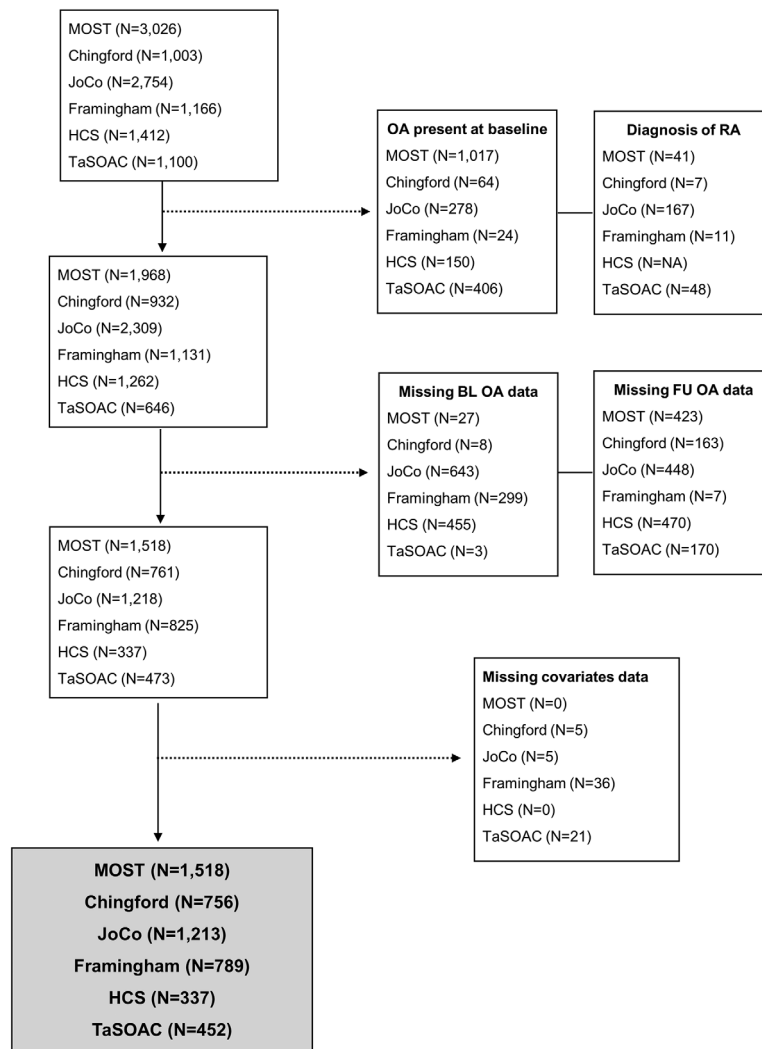 MOST (N=3,026)
Chingford (N=1,003)
JoCo (N=2,754)
Framingham (N=1,166)
HCS (N=1,412)
TaSOAC (N=1,100)
OA present at baseline
MOST (N=1,017)
Chingford (N=64)
JoCo (N=278)
Framingham (N=24)
HCS (N=150)
TaSOAC (N=406)
Diagnosis of RA
MOST (N=41)
Chingford (N=7)
JoCo (N=167)
Framingham (N=11)
HCS (N=NA)
TaSOAC (N=48)
MOST (N=1,968)
Chingford (N=932)
JoCo (N=2,309)
Framingham (N=1,131)
HCS (N=1,262)
TaSOAC (N=646)
Missing BL OA data
MOST (N=27)
Chingford (N=8)
JoCo (N=643)
Framingham (N=299)
HCS (N=455)
TaSOAC (N=3)
Missing FU OA data
MOST (N=423)
Chingford (N=163)
JoCo (N=448)
Framingham (N=7)
HCS (N=470)
TaSOAC (N=170)
MOST (N=1,518)
Chingford (N=761)
JoCo (N=1,218)
Framingham (N=825)
HCS (N=337)
TaSOAC (N=473)
Missing covariates data
MOST (N=0)
Chingford (N=5)
JoCo (N=5)
Framingham (N=36)
HCS (N=0)
TaSOAC (N=21)
MOST (N=1,518)
Chingford (N=756)
JoCo (N=1,213)
Framingham (N=789)
HCS (N=337)
TaSOAC (N=452)